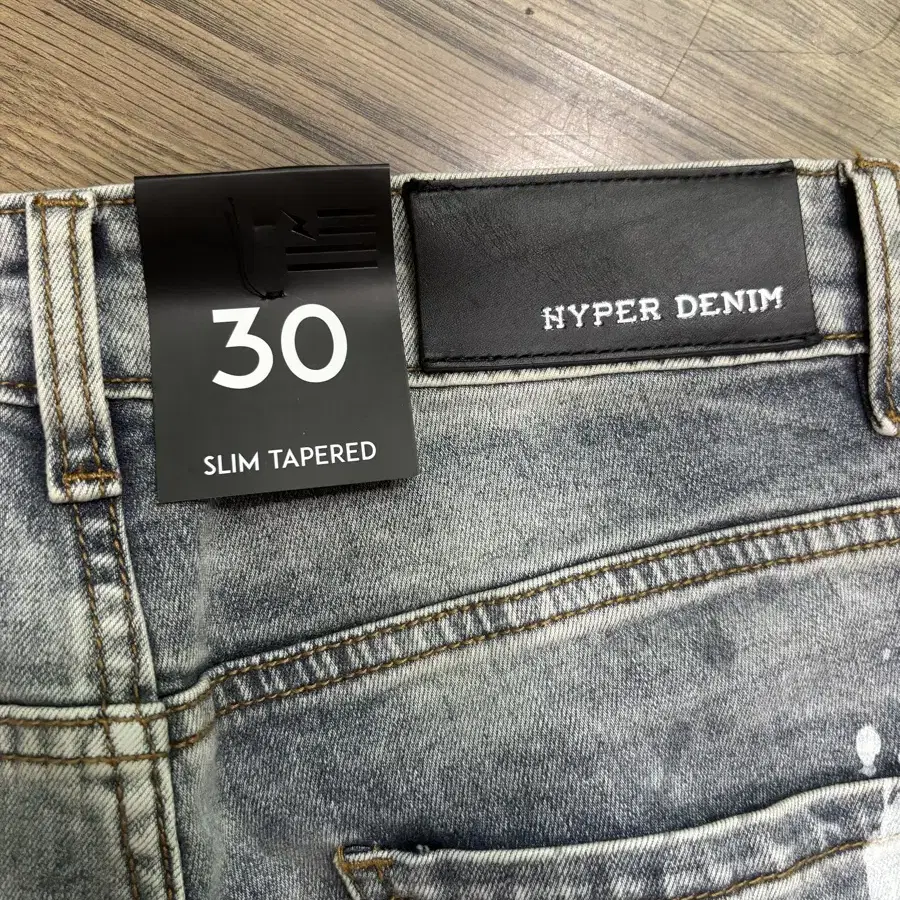 30
SLIM TAPERED
HYPER DENIM